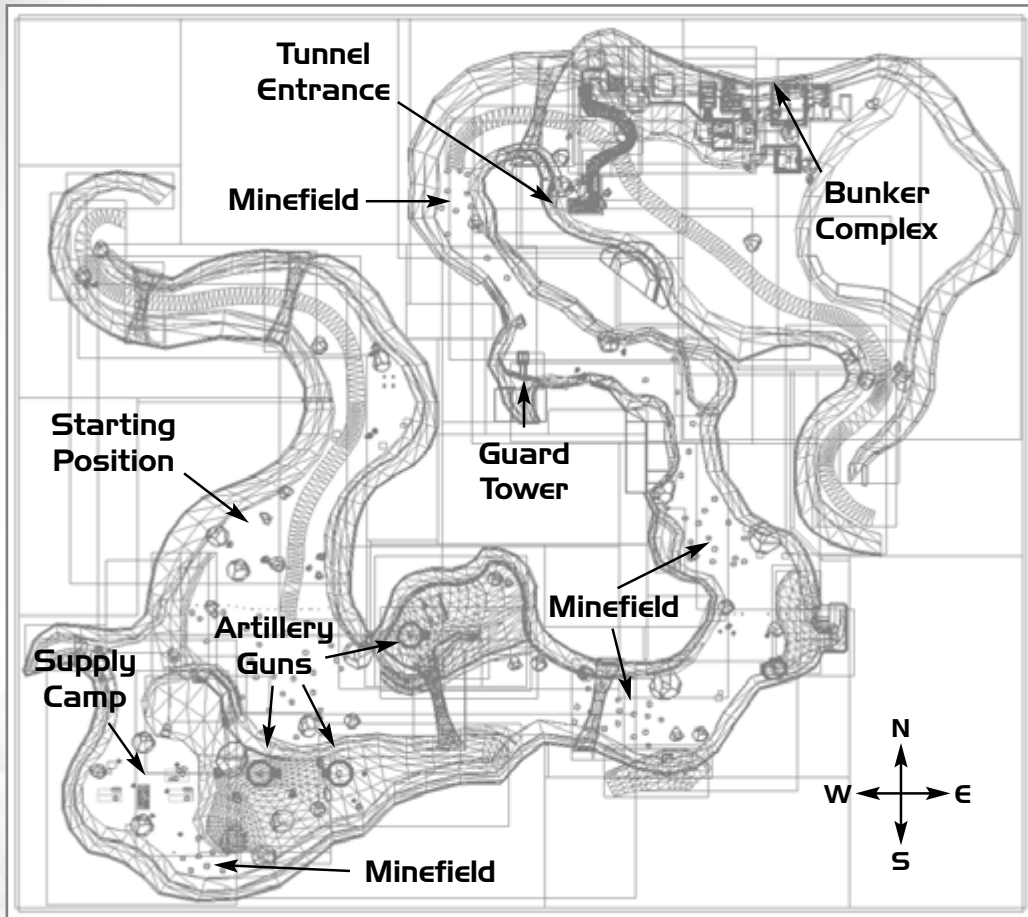 Tunnel
Entrance
Minefield
Bunker
Complex
Starting
Position
Guard
Tower
Minefield
Artillery
Guns
Supply
Camp
N
W E
S
Minefield